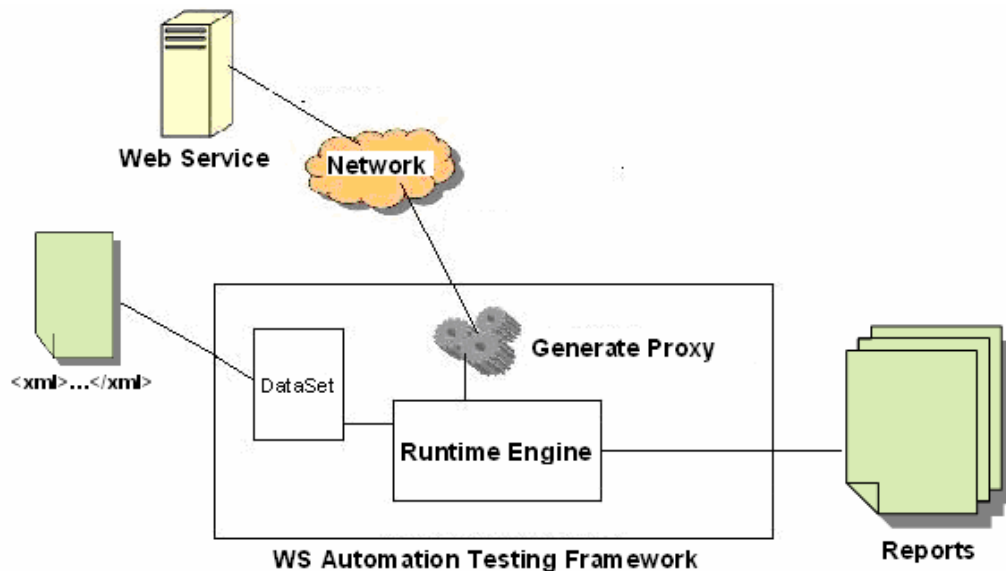 Web Service
Network
<xml>...</xml>
DataSet
Generate Proxy
Runtime Engine
WS Automation Testing Framework
Reports